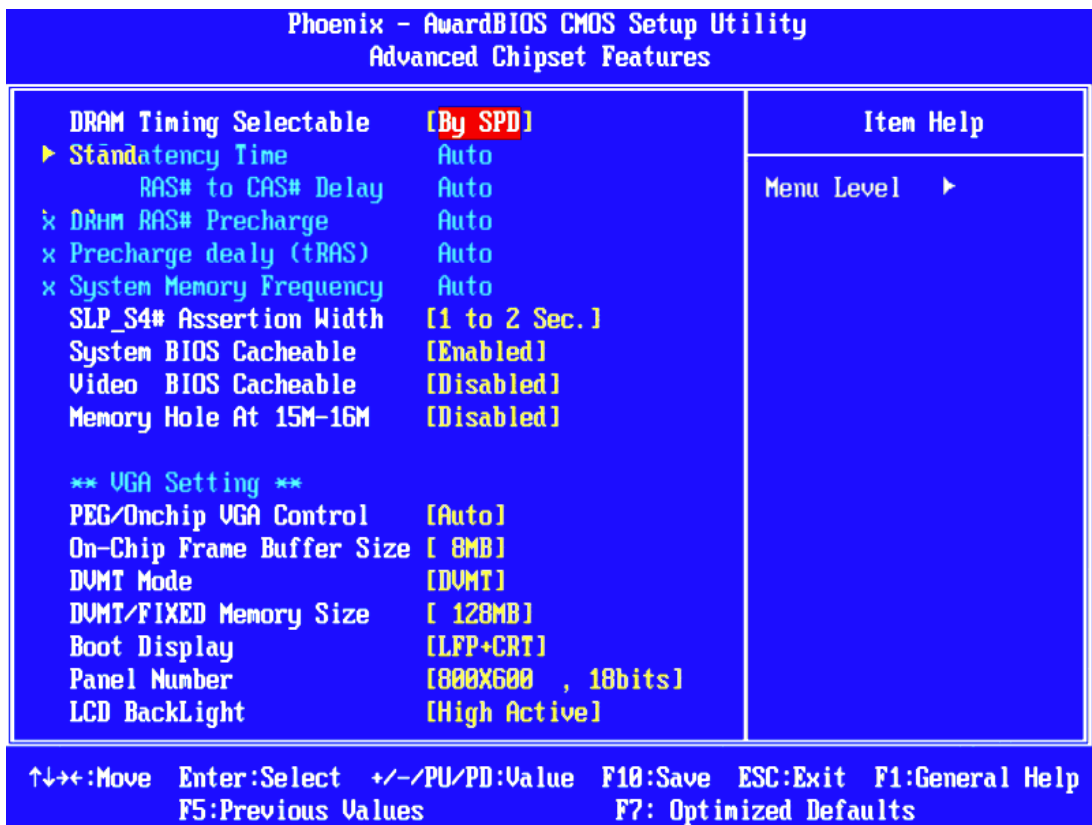 Phoenix - AwardBIOS CMOS Setup Utility
Advanced Chipset Features
DRAM Timing Selectable [By SPD]
▶ Standatency Time Auto
RAS# to CAS# Delay Auto
x DRAM RAS# Precharge Auto
x Precharge dealy (tRAS) Auto
x System Memory Frequency Auto
SLP_S4# Assertion Width [1 to 2 Sec.]
System BIOS Cacheable [Enabled]
Video BIOS Cacheable [Disabled]
Memory Hole At 15M-16M [Disabled]
** VGA Setting **
PEG/Onchip VGA Control [Auto]
On-Chip Frame Buffer Size [ 8MB]
DVMT Mode [DVMT]
DVMT/FIXED Memory Size [ 128MB]
Boot Display [LFP+CRT]
Panel Number [800X600 , 18bits]
LCD BackLight [High Active]
Item Help
Menu Level ▶
↑↓→←:Move Enter:Select +/-/PU/PD:Value F10:Save ESC:Exit F1:General Help
F5:Previous Values F7: Optimized Defaults